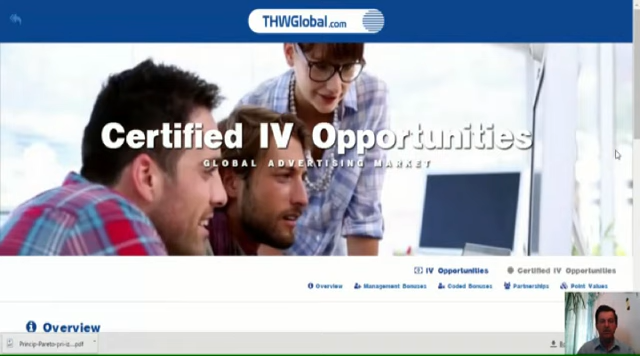 THWGlobal.com
Certified IV Opportunities
GLOBAL ADVERTISING MARKET
IV Opportunities
Certified IV Opportunities
Overview
Management Bonuses
Coded Bonuses
Partnerships
Point Values
Overview